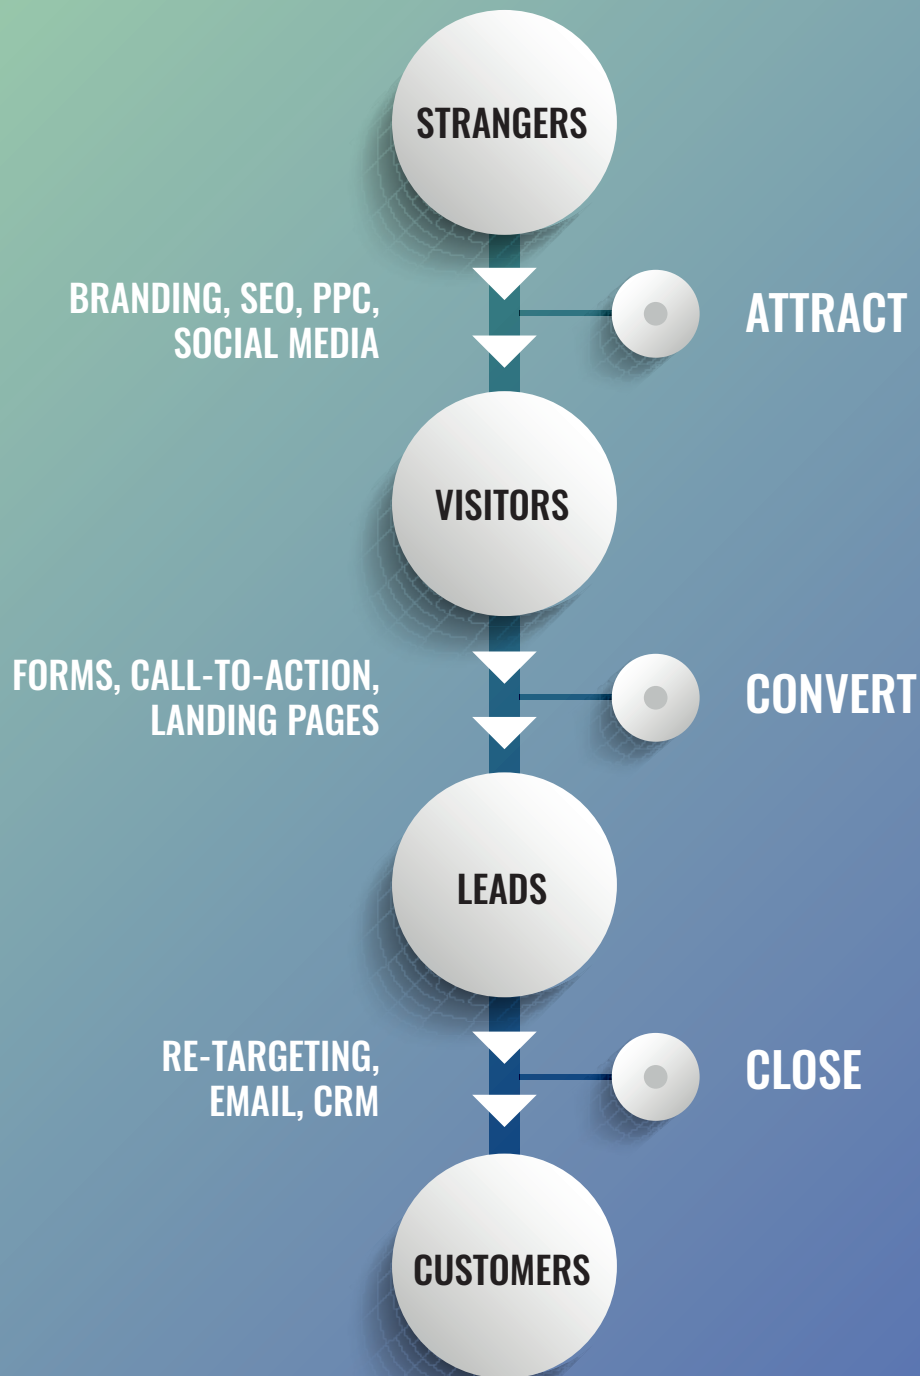 STRANGERS
BRANDING, SEO, PPC,
SOCIAL MEDIA
ATTRACT
VISITORS
FORMS, CALL-TO-ACTION,
LANDING PAGES
CONVERT
LEADS
RE-TARGETING,
EMAIL, CRM
CLOSE
CUSTOMERS